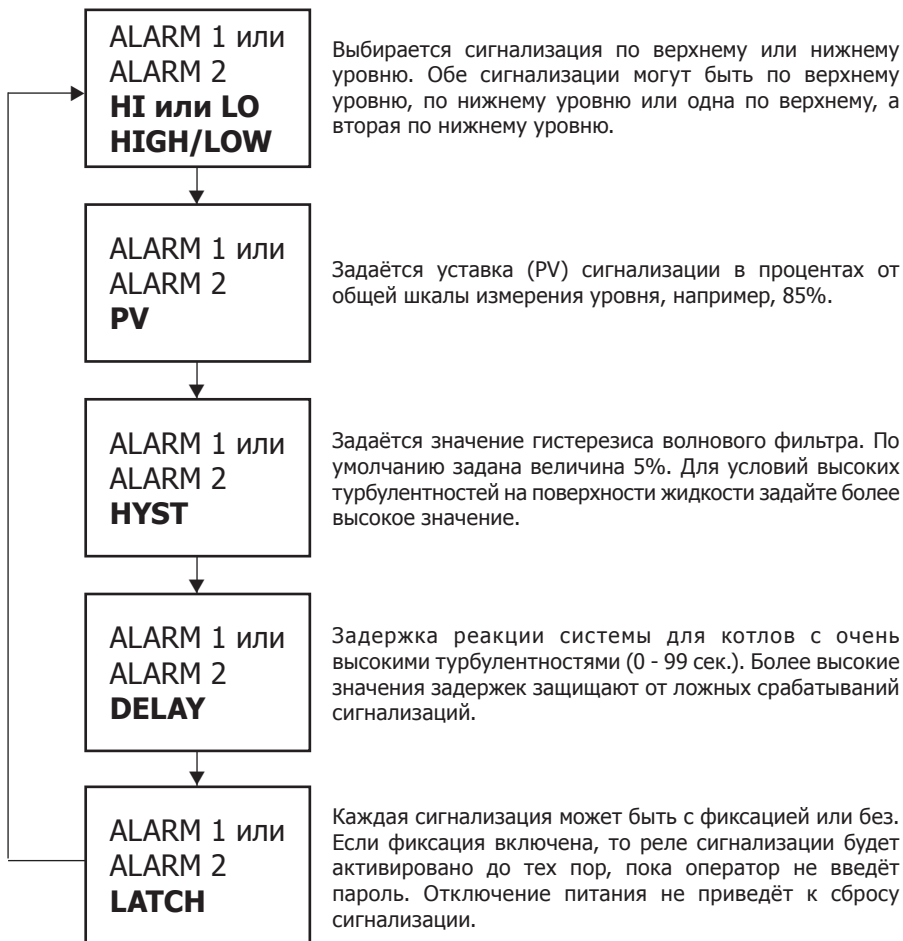 ALARM 1 или
ALARM 2
HI или LO
HIGH/LOW
Выбирается сигнализация по верхнему или нижнему
уровню. Обе сигнализации могут быть по верхнему
уровню, по нижнему уровню или одна по верхнему, а
вторая по нижнему уровню.
ALARM 1 или
ALARM 2
PV
Задаётся уставка (PV) сигнализации в процентах от
общей шкалы измерения уровня, например, 85%.
ALARM 1 или
ALARM 2
HYST
Задаётся значение гистерезиса волнового фильтра. По
умолчанию задана величина 5%. Для условий высоких
турбулентностей на поверхности жидкости задайте более
высокое значение.
ALARM 1 или
ALARM 2
DELAY
Задержка реакции системы для котлов с очень
высокими турбулентностями (0 - 99 сек.). Более высокие
значения задержек защищают от ложных срабатываний
сигнализаций.
ALARM 1 или
ALARM 2
LATCH
Каждая сигнализация может быть с фиксацией или без.
Если фиксация включена, то реле сигнализации будет
активировано до тех пор, пока оператор не введёт
пароль. Отключение питания не приведёт к сбросу
сигнализации.